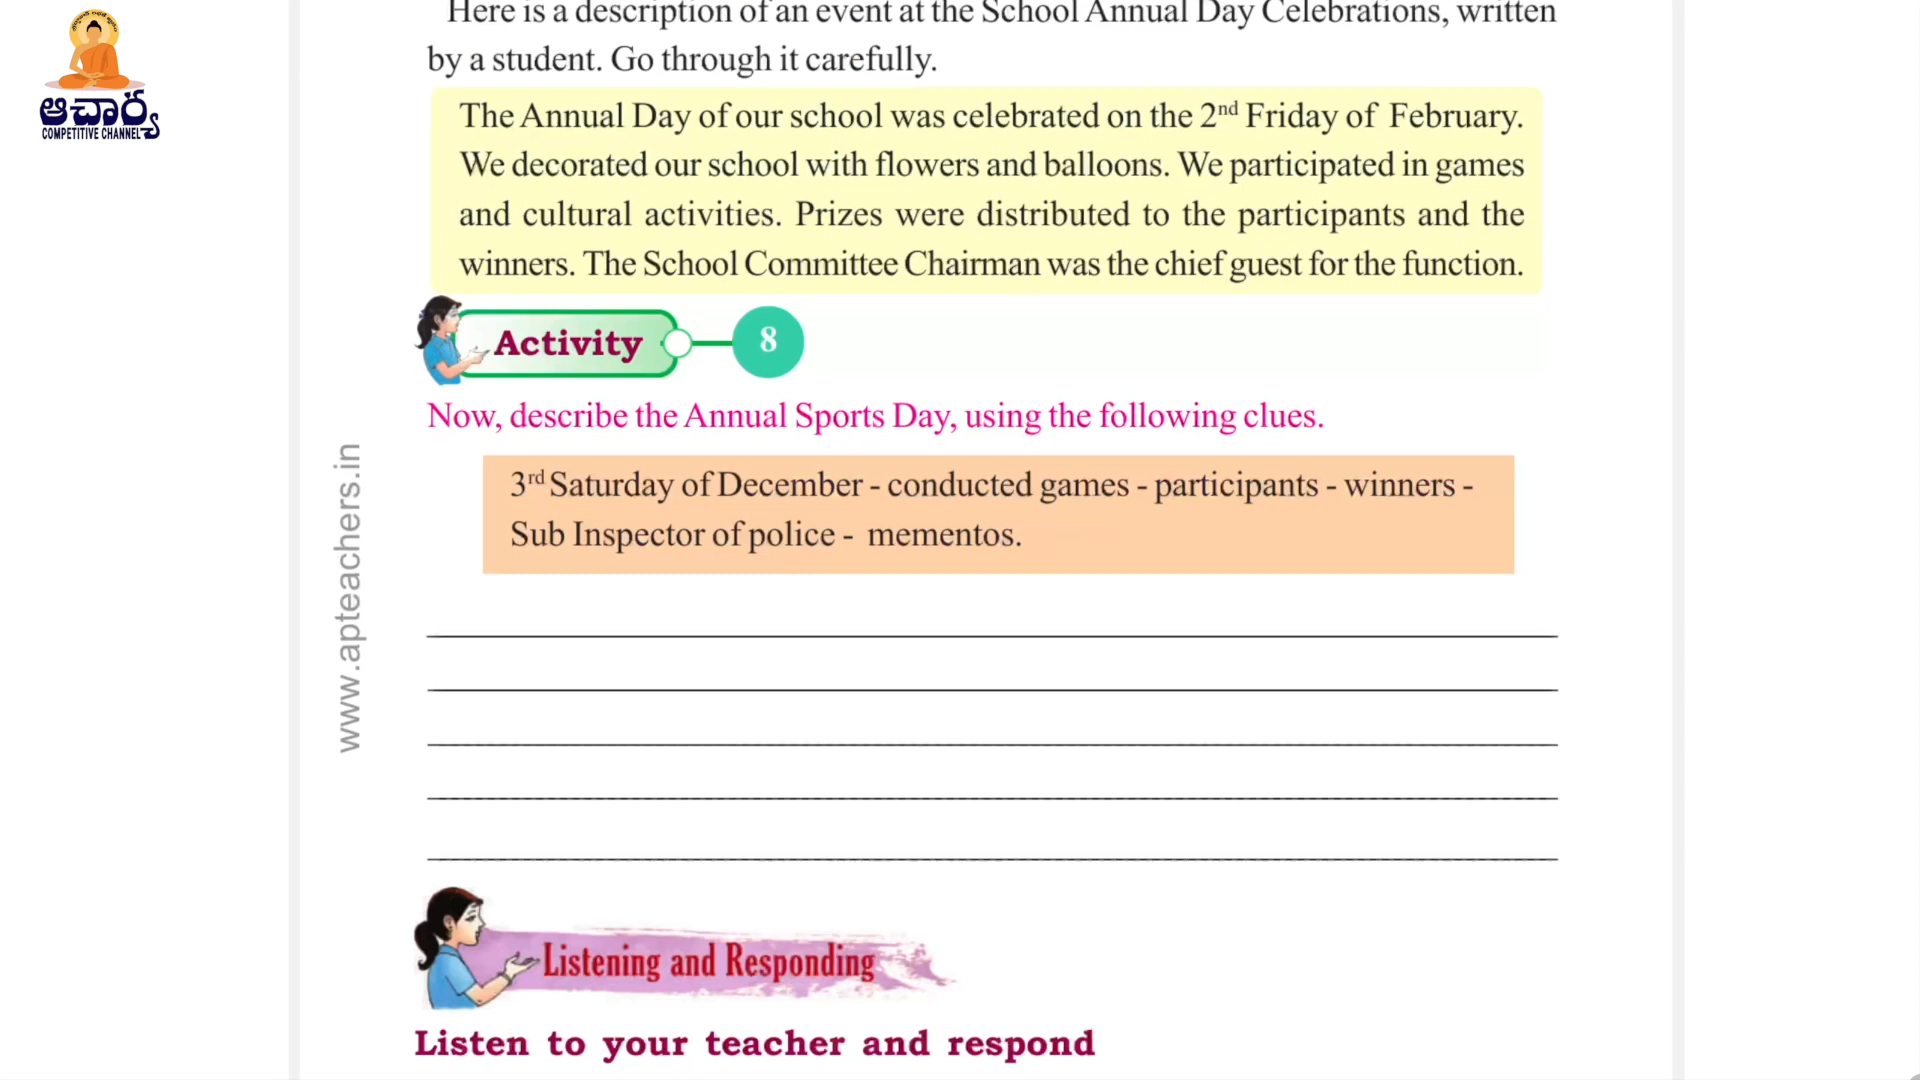 ఆచార్య
COMPETITIVE CHANNEL
Here is a description of an event at the School Annual Day Celebrations, written
by a student. Go through it carefully.
The Annual Day of our school was celebrated on the 2nd Friday of February.
We decorated our school with flowers and balloons. We participated in games
and cultural activities. Prizes were distributed to the participants and the
winners. The School Committee Chairman was the chief guest for the function.
Activity 8
Now, describe the Annual Sports Day, using the following clues.
3rd Saturday of December - conducted games - participants - winners -
Sub Inspector of police - mementos.
www.apteachers.in
Listening and Responding
Listen to your teacher and respond